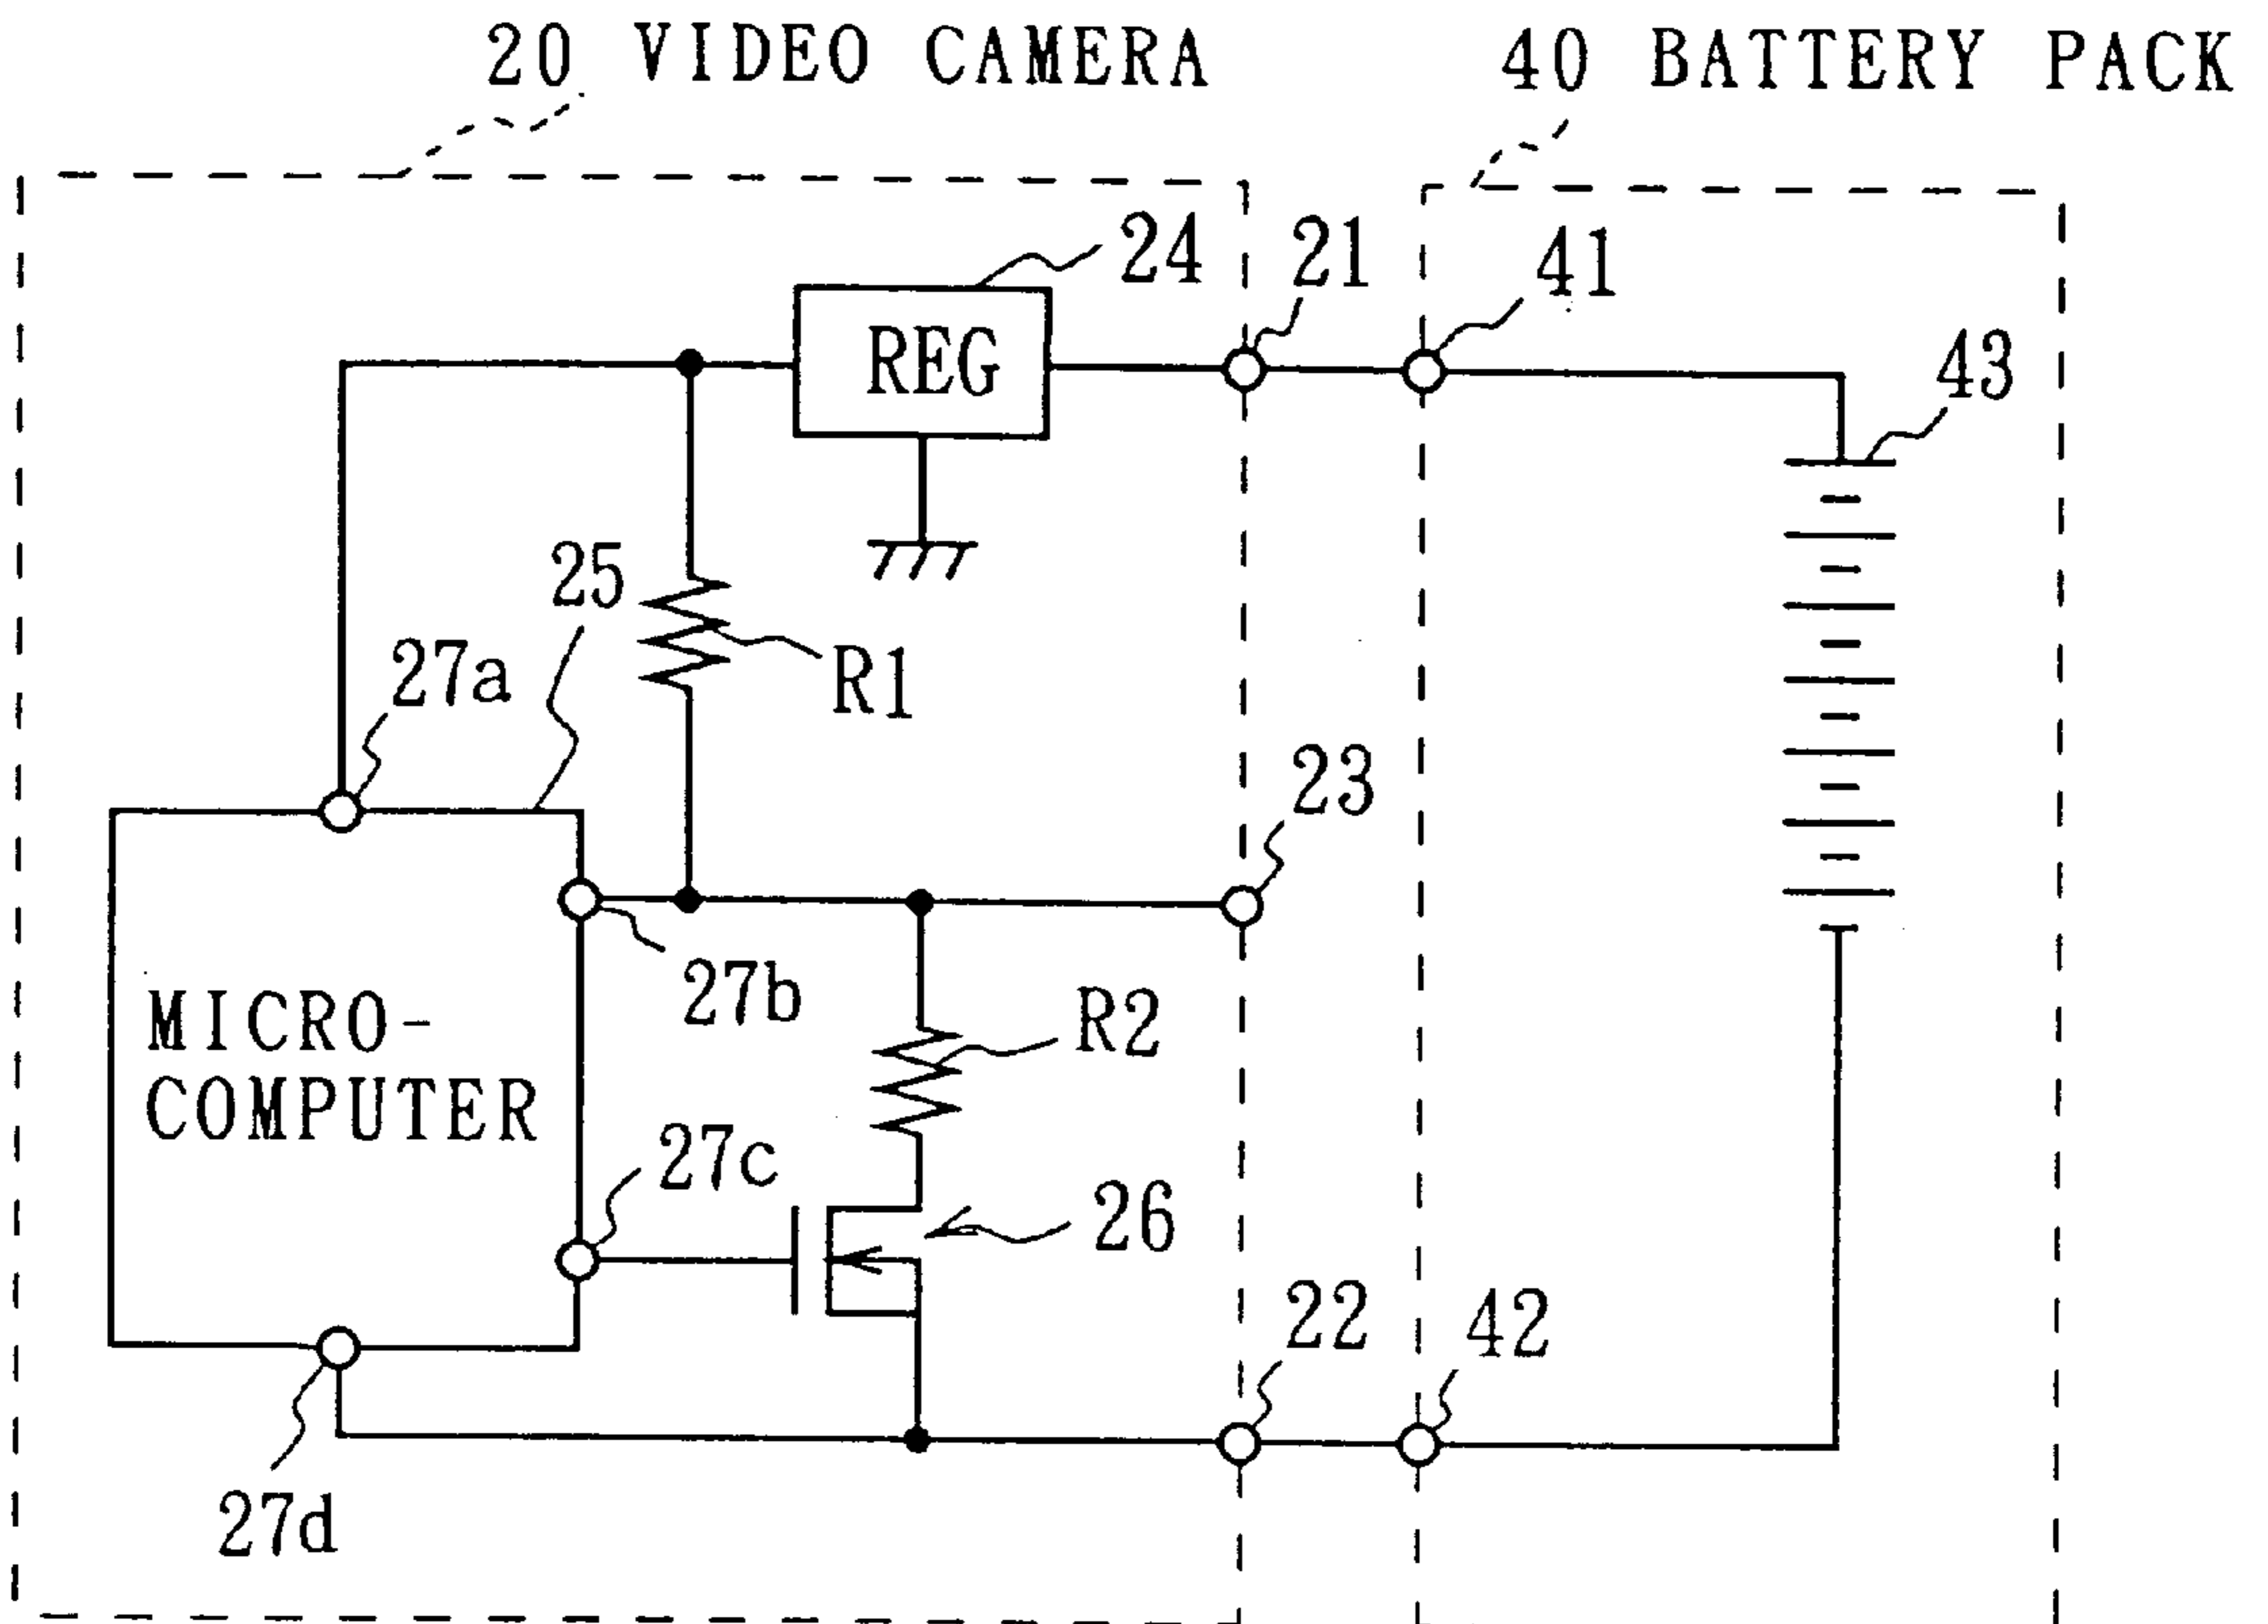 20 VIDEO CAMERA
40 BATTERY PACK
24
21
41
REG
43
25
27a
R1
23
27b
R2
MICRO-
COMPUTER
27c
26
22
42
27d